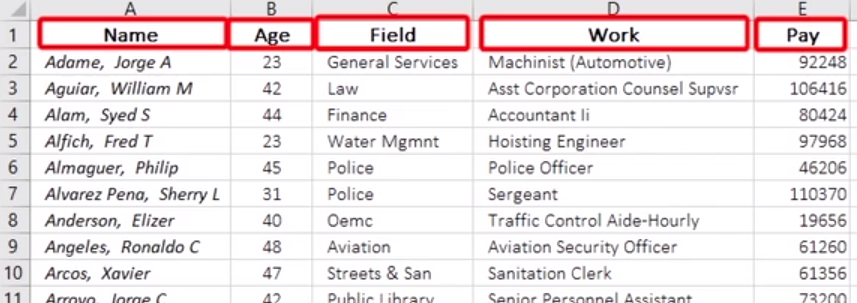 A B C D E
1 Name Age Field Work Pay
2 Adame, Jorge A 23 General Services Machinist (Automotive) 92248
3 Aguiar, William M 42 Law Asst Corporation Counsel Supvsr 106416
4 Alam, Syed S 44 Finance Accountant Ii 80424
5 Alfich, Fred T 23 Water Mgmnt Hoisting Engineer 97968
6 Almaguer, Philip 45 Police Police Officer 46206
7 Alvarez Pena, Sherry L 31 Police Sergeant 110370
8 Anderson, Elizer 40 Oemc Traffic Control Aide-Hourly 19656
9 Angeles, Ronaldo C 48 Aviation Aviation Security Officer 61260
10 Arcos, Xavier 47 Streets & San Sanitation Clerk 61356
11 Arroyo, Jorge C 42 Public Library Senior Personnel Assistant 73200